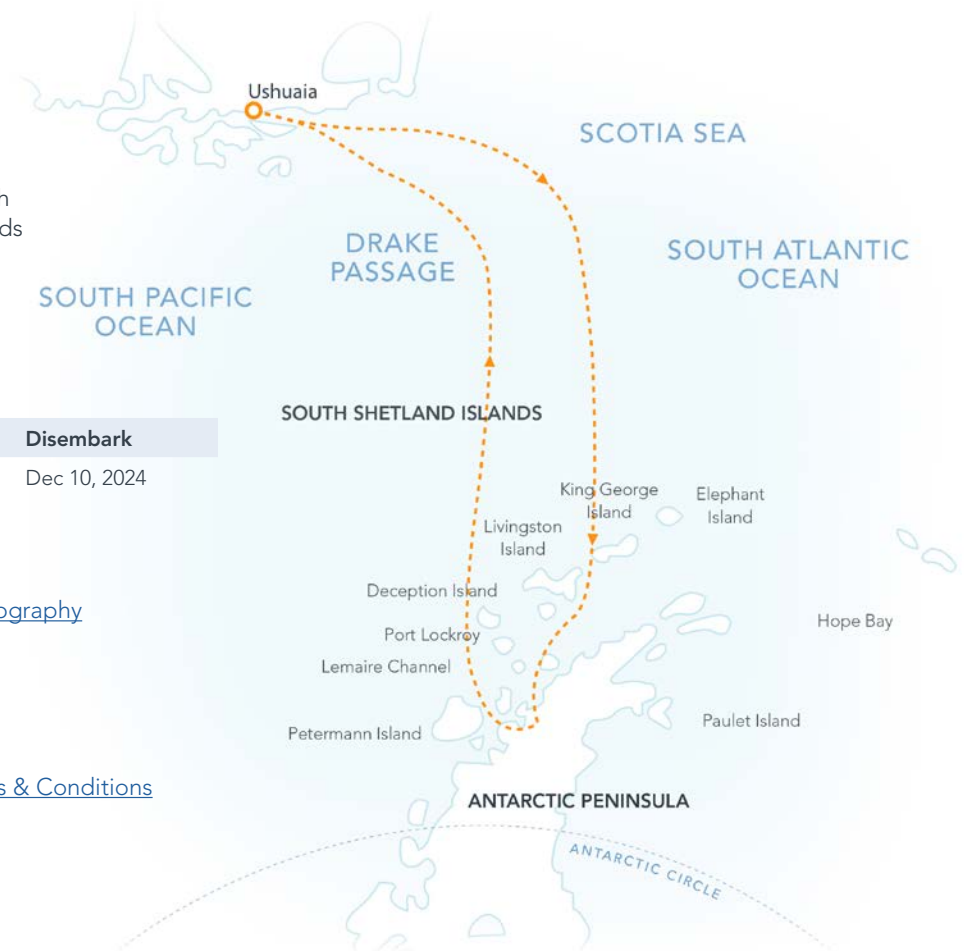 Ushuaia
SCOTIA SEA
DRAKE
PASSAGE
SOUTH ATLANTIC
OCEAN
SOUTH PACIFIC
OCEAN
SOUTH SHETLAND ISLANDS
Disembark
Dec 10, 2024
King George
Island
Elephant
Island
Livingston
Island
Deception Island
Port Lockroy
Lemaire Channel
Hope Bay
Petermann Island
Paulet Island
& Conditions
ANTARCTIC PENINSULA
ANTARCTIC CIRCLE